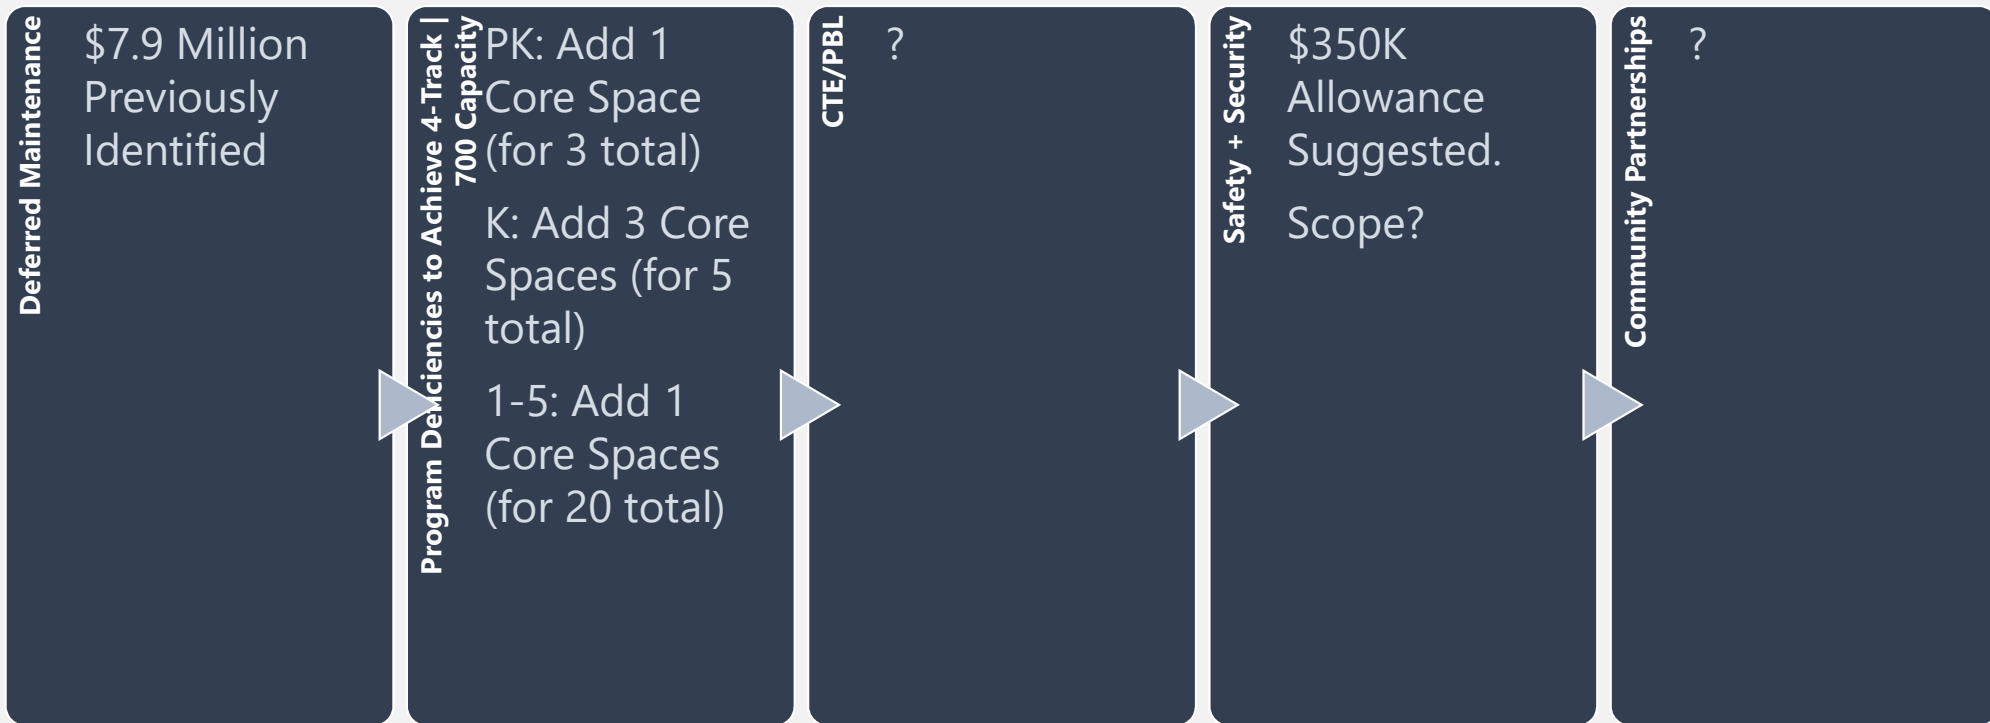 Deferred Maintenance
$7.9 Million
Previously
Identified
Program Deficiencies to Achieve 4-Track |
700 Capacity
PK: Add 1
Core Space
(for 3 total)
K: Add 3 Core
Spaces (for 5
total)
1-5: Add 1
Core Spaces
(for 20 total)
CTE/PBL
?
Safety + Security
$350K
Allowance
Suggested.
Scope?
Community Partnerships
?